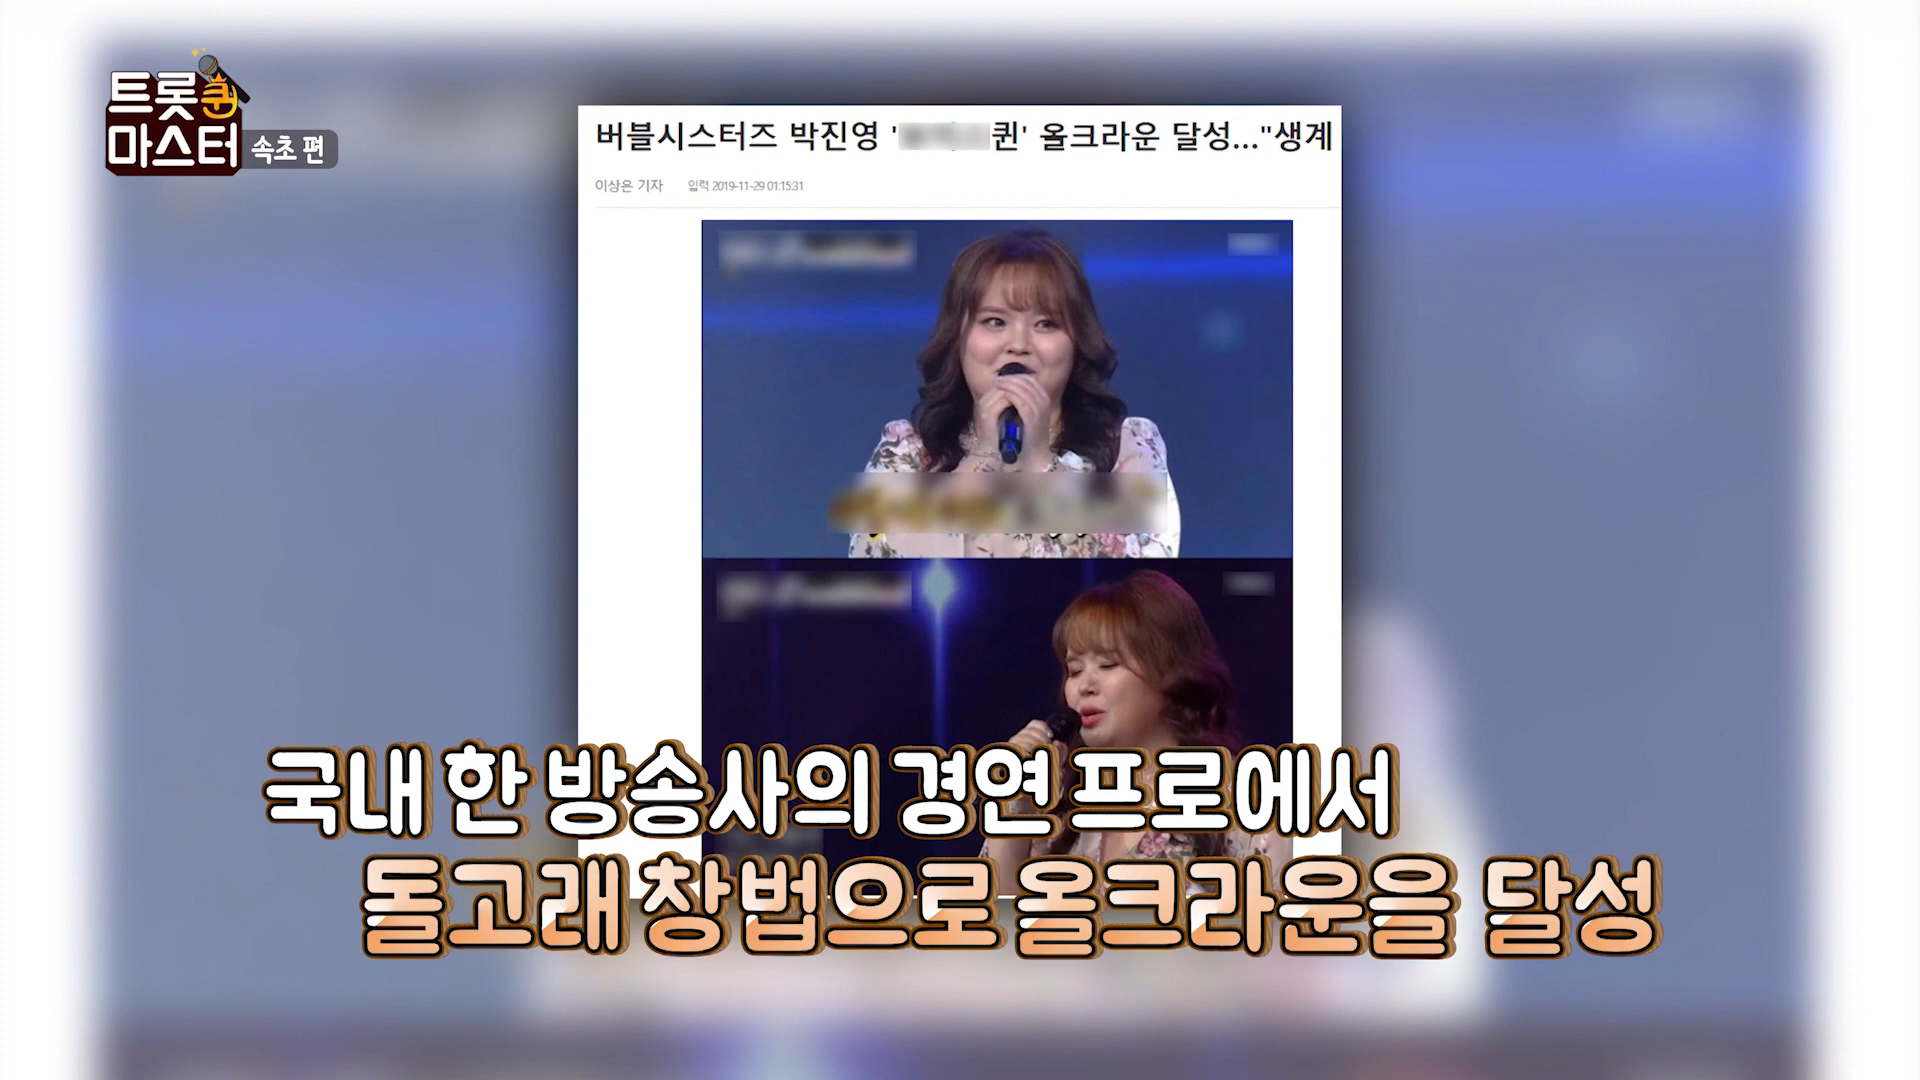 트롯퀸
마스터 속초 편
버블시스터즈 박진영 '퀸' 올크라운 달성..."생계
이상은 기자 입력 2019-11-29 01:15:31
국내 한 방송사의 경연 프로에서
돌고래 창법으로 올크라운을 달성